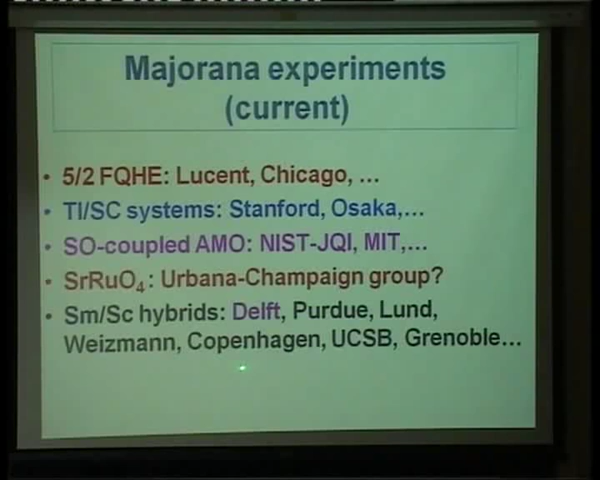 Majorana experiments
(current)
• 5/2 FQHE: Lucent, Chicago, ...
• TI/SC systems: Stanford, Osaka,...
• SO-coupled AMO: NIST-JQI, MIT,...
• SrRuO₄: Urbana-Champaign group?
• Sm/Sc hybrids: Delft, Purdue, Lund,
Weizmann, Copenhagen, UCSB, Grenoble...